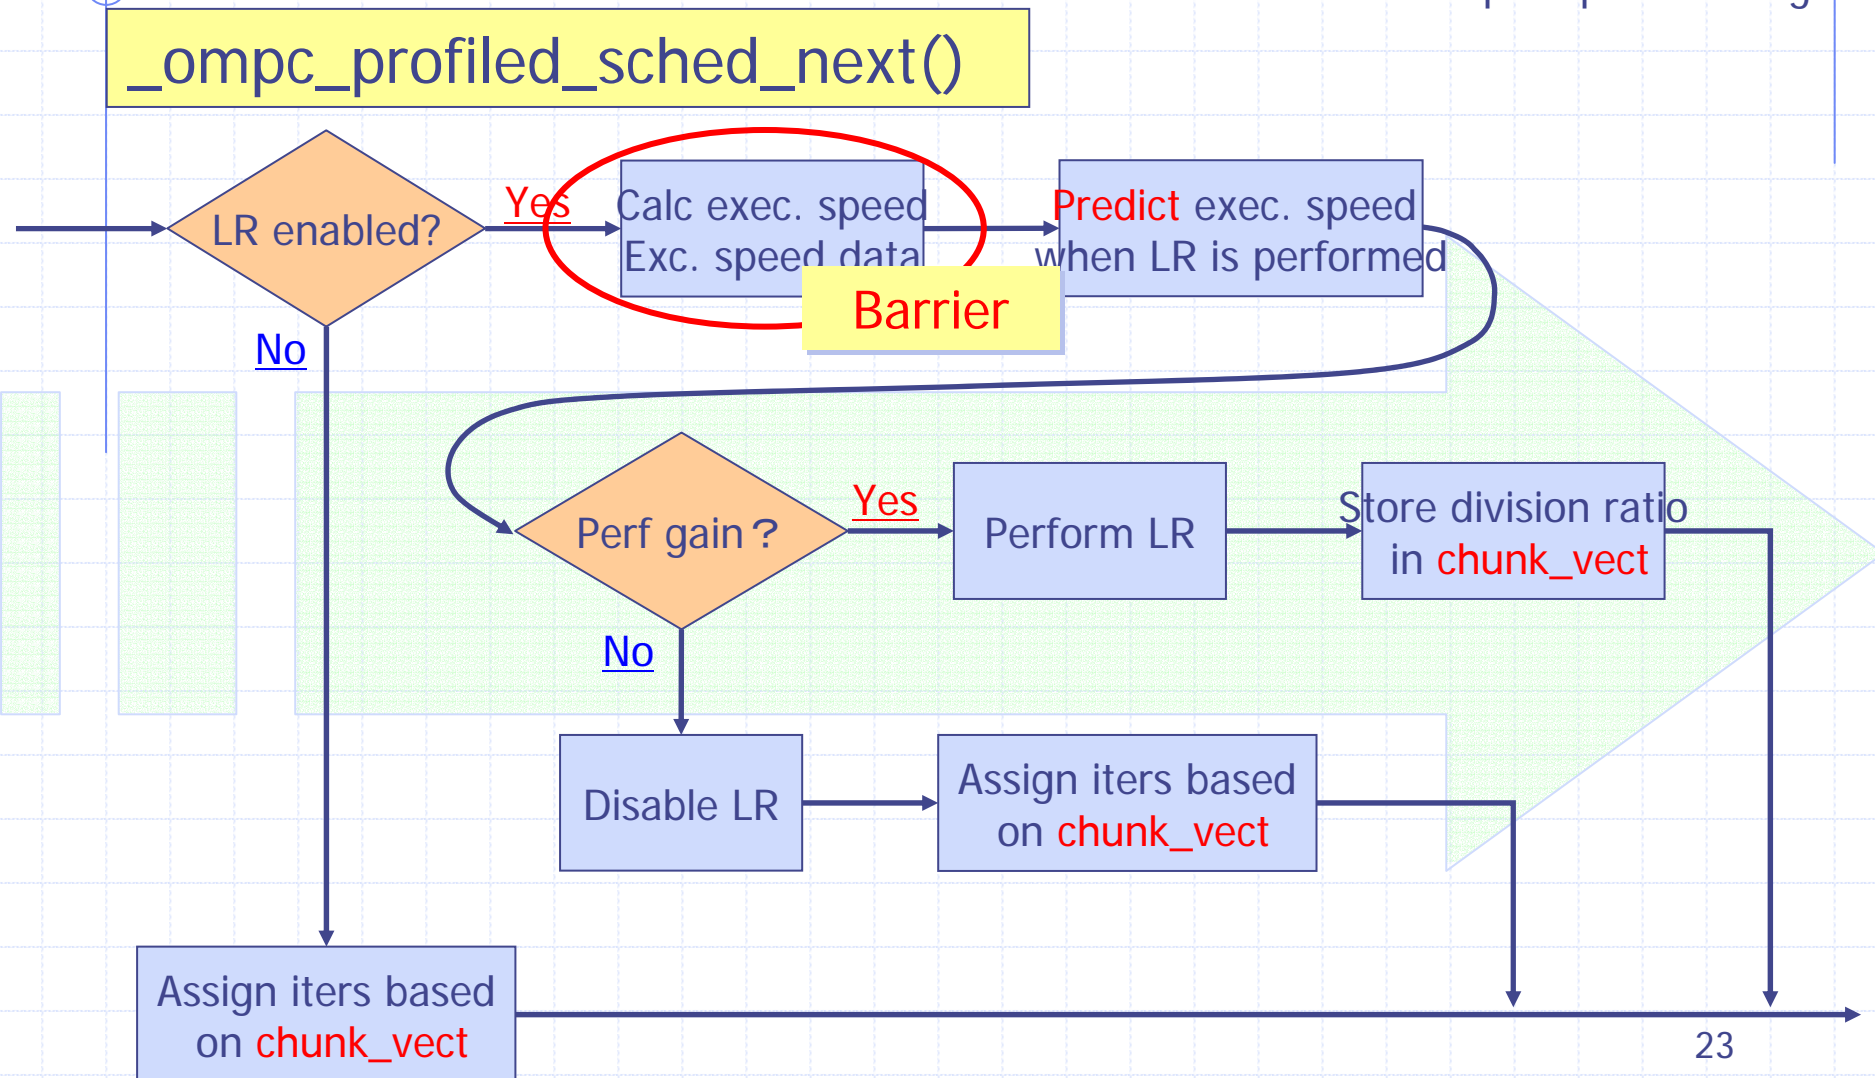 _ompc_profiled_sched_next()
LR enabled?
Yes
Calc exec. speed
Exc. speed data
Predict exec. speed
when LR is performed
Barrier
No
Perf gain？
Yes
Perform LR
Store division ratio
in chunk_vect
No
Disable LR
Assign iters based
on chunk_vect
Assign iters based
on chunk_vect
23